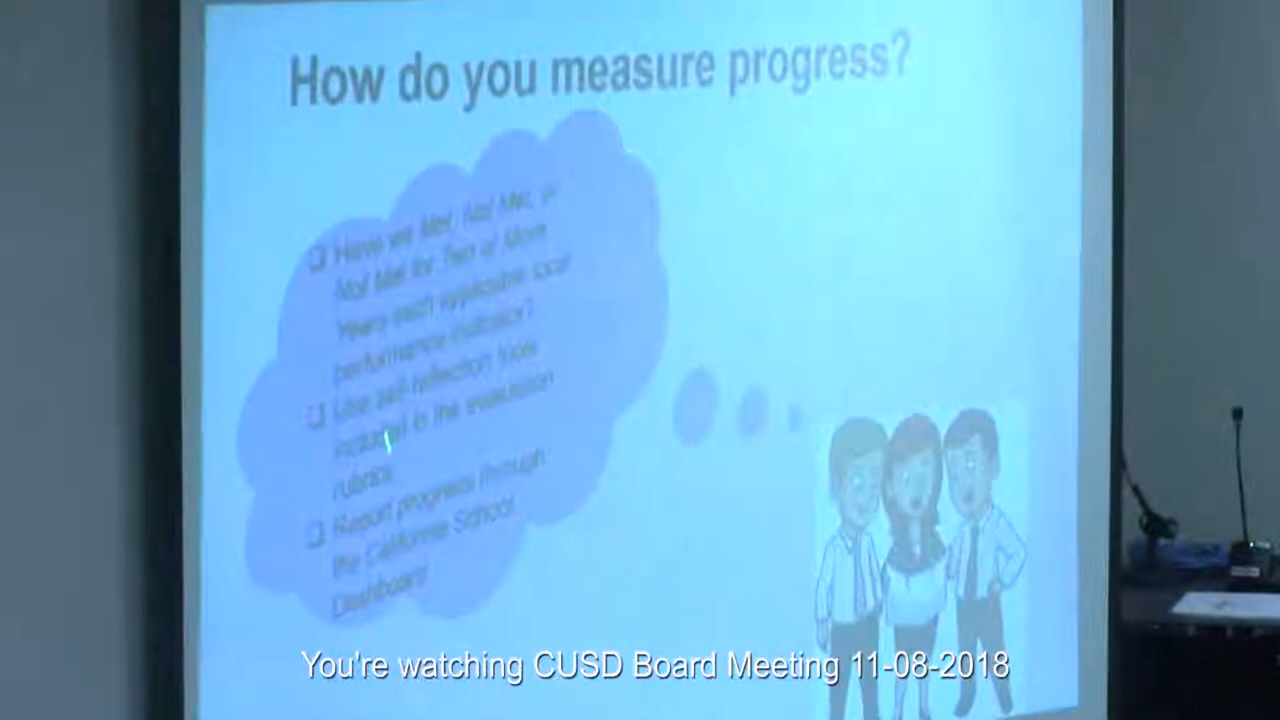 How do you measure progress?
Have we Met, Not Met, or
Not Met for Two or More
Years each applicable local
performance indicator?
Use self-reflection tools
included in the evaluation
rubrics
Report progress through
the California School
Dashboard
You're watching CUSD Board Meeting 11-08-2018